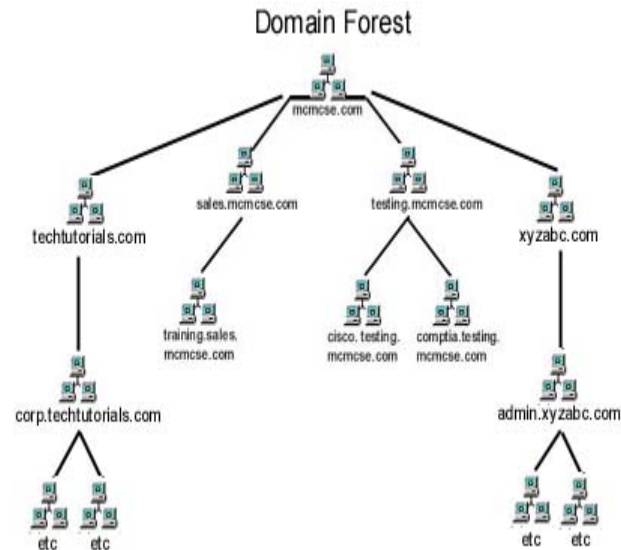 Domain Forest
mcmcse.com
sales.mcmcse.com
testing.mcmcse.com
techtutorials.com
xyzabc.com
training.sales.
mcmcse.com
cisco. testing.
mcmcse.com
comptia.testing.
mcmcse.com
corp.techtutorials.com
admin.xyzabc.com
etc
etc
etc
etc